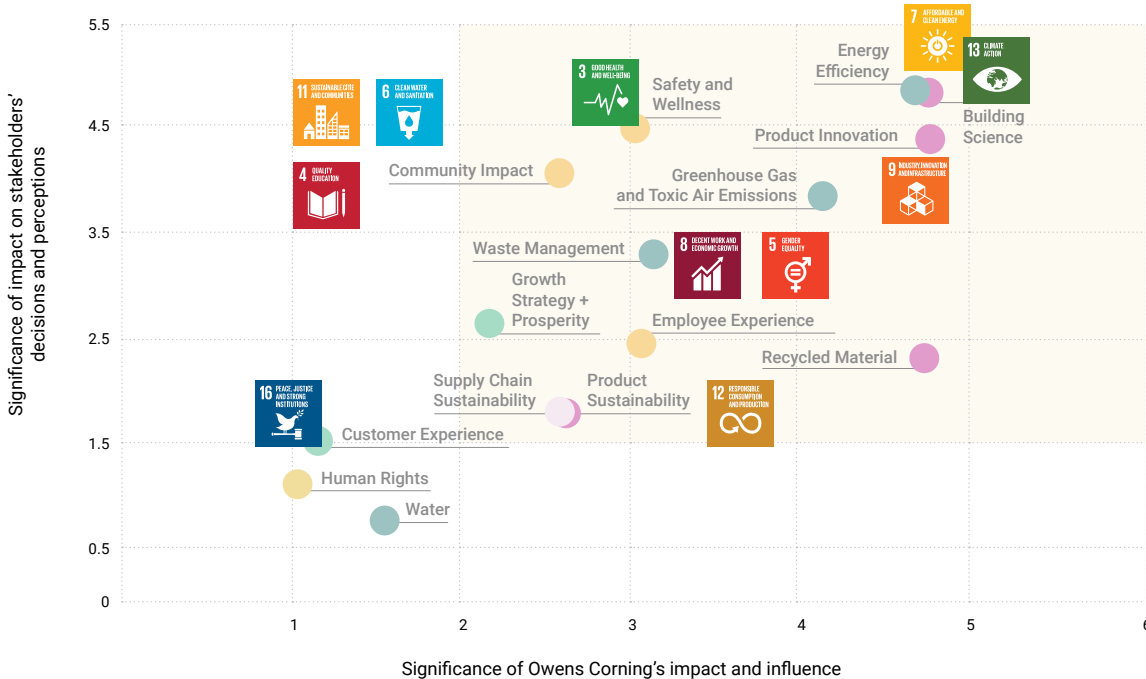 Significance of impact on stakeholders'
decisions and perceptions
5.5
4.5
3.5
2.5
1.5
0.5
0
7 AFFORDABLE AND
CLEAN ENERGY
13 CLIMATE
ACTION
Energy
Efficiency
Building
Science
3 GOOD HEALTH
AND WELL-BEING
Safety and
Wellness
11 SUSTAINABLE CITIE
AND COMMUNITIES
6 CLEAN WATER
AND SANITATION
Product Innovation
4 QUALITY
EDUCATION
Community Impact
Greenhouse Gas
and Toxic Air Emissions
9 INDUSTRY, INNOVATION
AND INFRASTRUCTURE
Waste Management
8 DECENT WORK AND
ECONOMIC GROWTH
5 GENDER
EQUALITY
Growth
Strategy +
Prosperity
Employee Experience
Recycled Material
16 PEACE, JUSTICE
AND STRONG
INSTITUTIONS
Supply Chain
Sustainability
Product
Sustainability
12 RESPONSIBLE
CONSUMPTION
AND PRODUCTION
Customer Experience
Human Rights
Water
1
2
3
4
5
6
Significance of Owens Corning's impact and influence